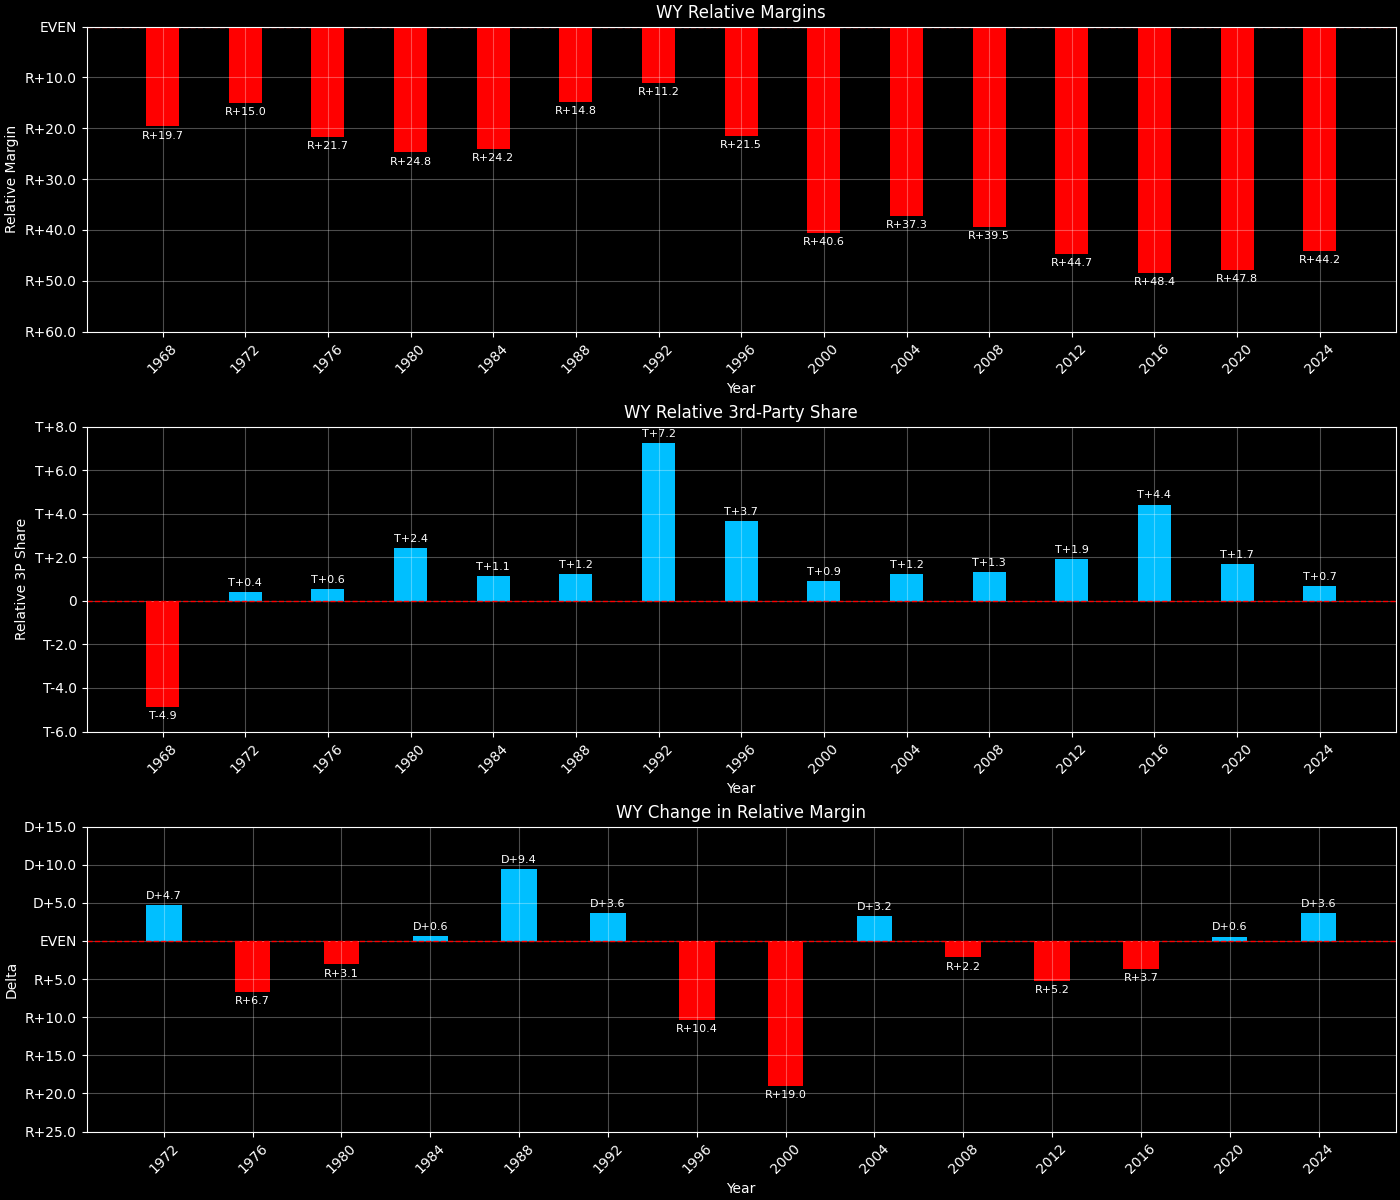 WY Relative Margins
EVEN
R+10.0
R+20.0
R+30.0
R+40.0
R+50.0
R+60.0
Relative Margin
R+19.7
R+15.0
R+21.7
R+24.8
R+24.2
R+14.8
R+11.2
R+21.5
R+40.6
R+37.3
R+39.5
R+44.7
R+48.4
R+47.8
R+44.2
1968
1972
1976
1980
1984
1988
1992
1996
2000
2004
2008
2012
2016
2020
2024
Year
WY Relative 3rd-Party Share
T+8.0
T+6.0
T+4.0
T+2.0
0
T-2.0
T-4.0
T-6.0
Relative 3P Share
T-4.9
T+0.4
T+0.6
T+2.4
T+1.1
T+1.2
T+7.2
T+3.7
T+0.9
T+1.2
T+1.3
T+1.9
T+4.4
T+1.7
T+0.7
1968
1972
1976
1980
1984
1988
1992
1996
2000
2004
2008
2012
2016
2020
2024
Year
WY Change in Relative Margin
D+15.0
D+10.0
D+5.0
EVEN
R+5.0
R+10.0
R+15.0
R+20.0
R+25.0
Delta
D+4.7
R+6.7
R+3.1
D+0.6
D+9.4
D+3.6
R+10.4
R+19.0
D+3.2
R+2.2
R+5.2
R+3.7
D+0.6
D+3.6
1972
1976
1980
1984
1988
1992
1996
2000
2004
2008
2012
2016
2020
2024
Year